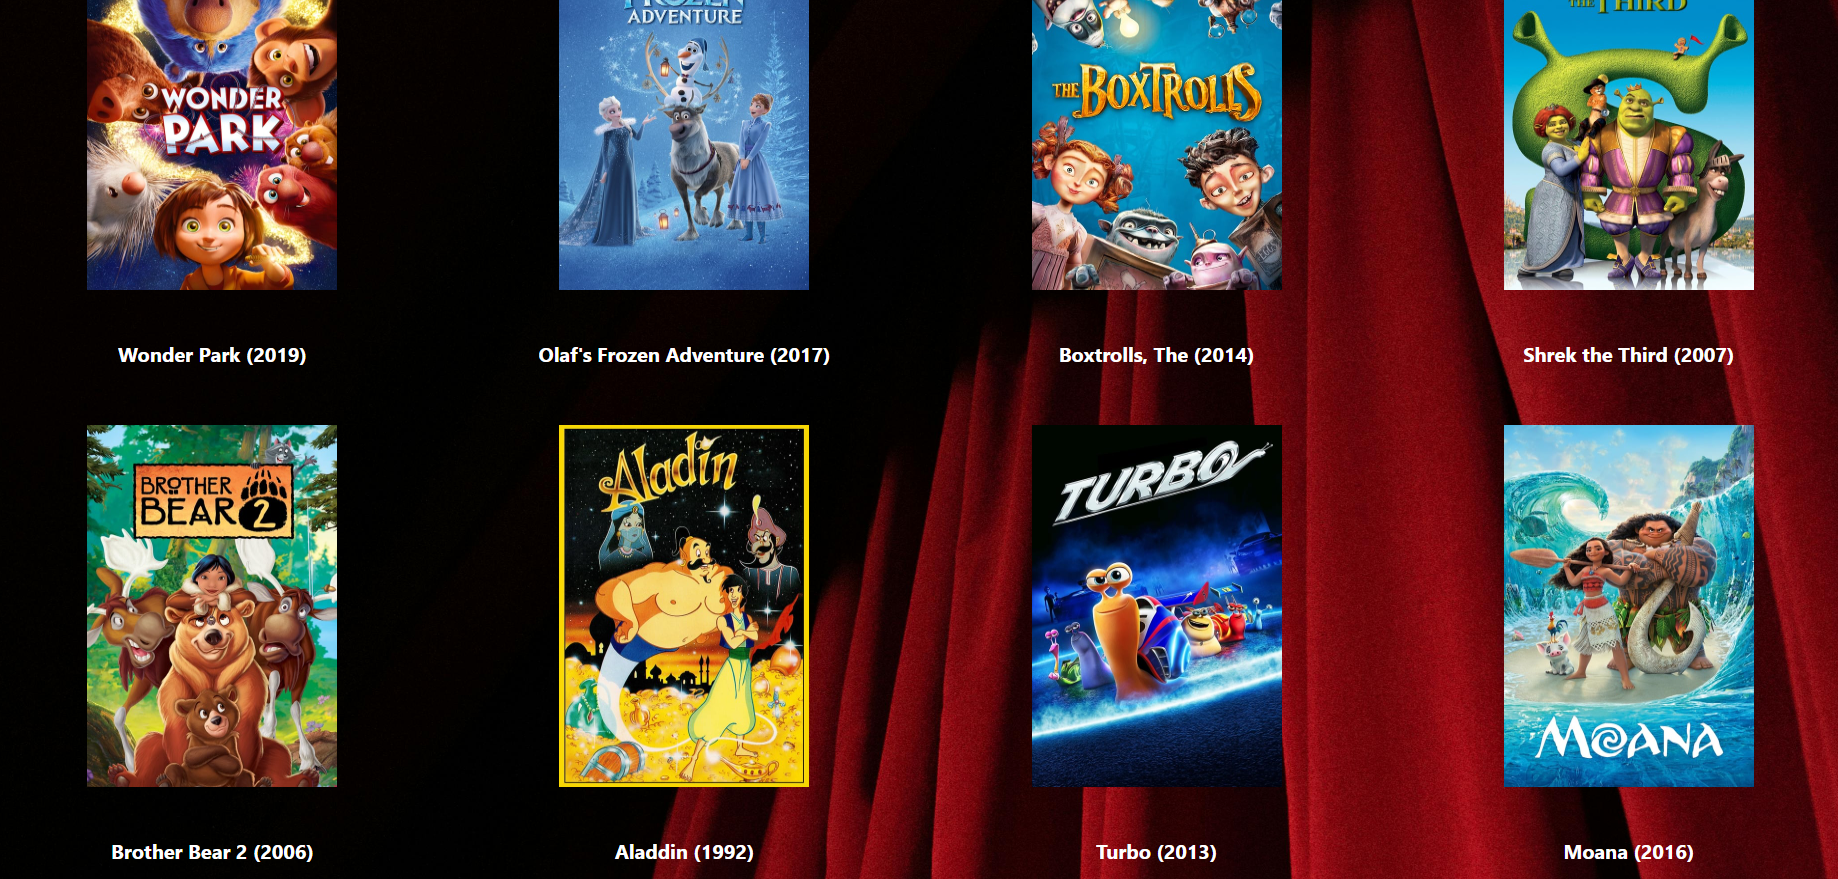 WONDER
PARK
FROZEN
ADVENTURE
THE
BOXTROLLS
THE THIRD
Wonder Park (2019)
Olaf's Frozen Adventure (2017)
Boxtrolls, The (2014)
Shrek the Third (2007)
BROTHER
BEAR 2
Aladin
TURBO
MOANA
Brother Bear 2 (2006)
Aladdin (1992)
Turbo (2013)
Moana (2016)